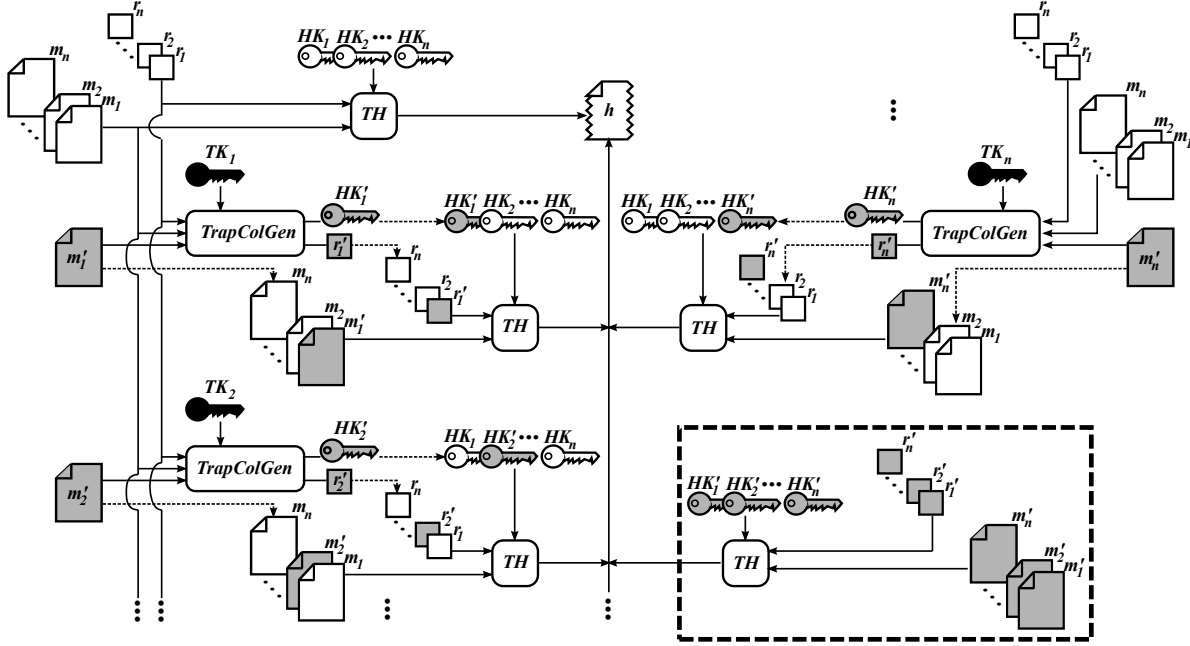 r_n
r_2
r_1
m_n
m_2
m_1
HK_1 HK_2 ... HK_n
TH
h
...
r_n
r_2
r_1
m_n
m_2
m_1
TK_1
TrapColGen
m'_1
HK'_1
r'_1
HK'_1 HK_2 ... HK_n
r_n
r_2
r'_1
m_n
m_2
m'_1
TH
HK_1 HK_2 ... HK'_n
HK'_n
r'_n
TK_n
TrapColGen
m'_n
r'_n
r_2
r_1
TH
m'_n
m_2
m_1
TK_2
TrapColGen
m'_2
HK'_2
r'_2
HK_1 HK'_2 ... HK_n
r_n
r'_2
r_1
m_n
m'_2
m_1
TH
HK'_1 HK'_2 ... HK'_n
r'_n
r'_2
r'_1
TH
m'_n
m'_2
m'_1